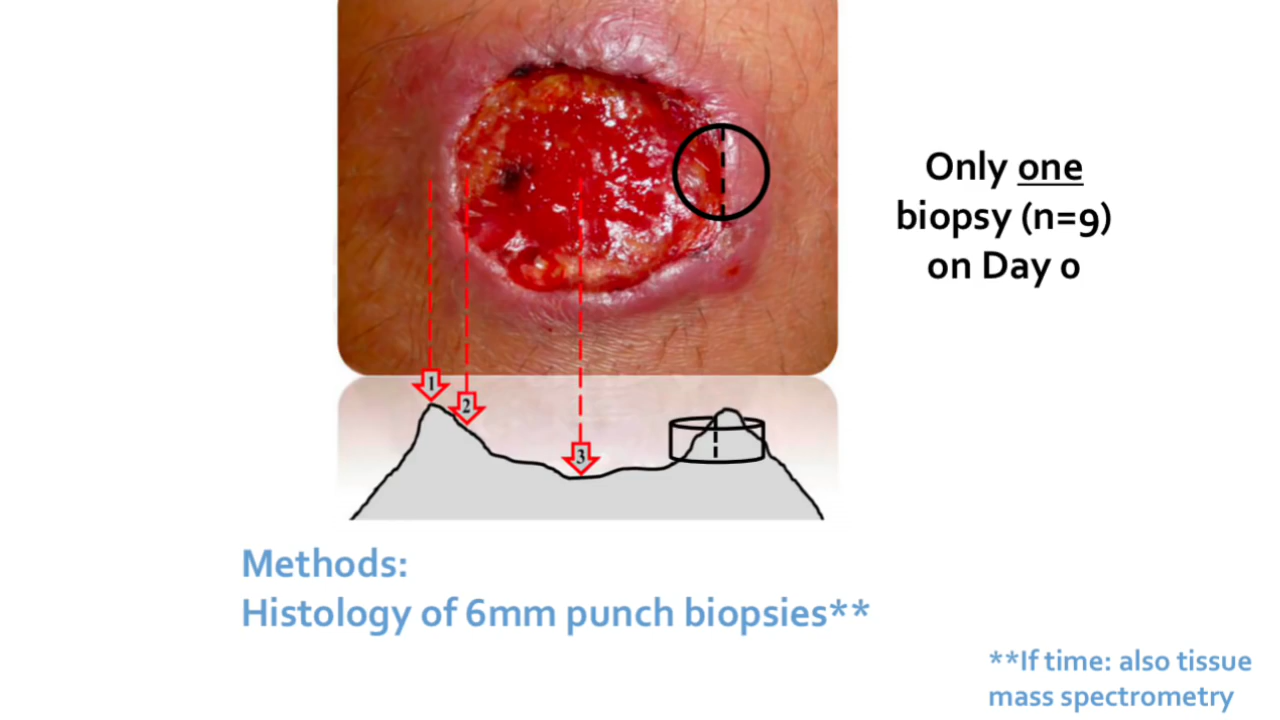 Only one
biopsy (n=9)
on Day 0
1
2
3
Methods:
Histology of 6mm punch biopsies**
**If time: also tissue
mass spectrometry